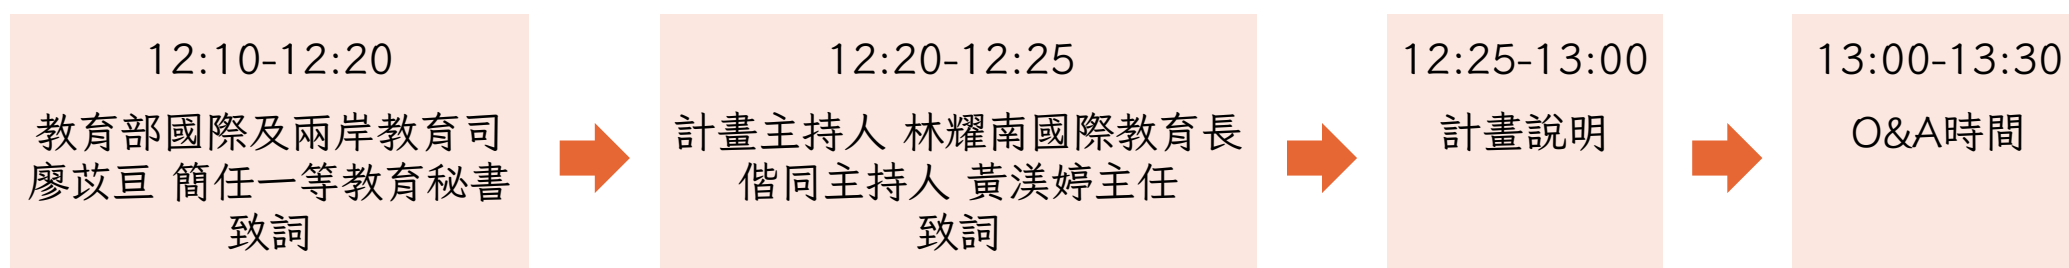 12:10-12:20
教育部國際及兩岸教育司
廖苡亘 簡任一等教育秘書
致詞
12:20-12:25
計畫主持人 林耀南國際教育長
偕同主持人 黃渼婷主任
致詞
12:25-13:00
計畫說明
13:00-13:30
O&A時間